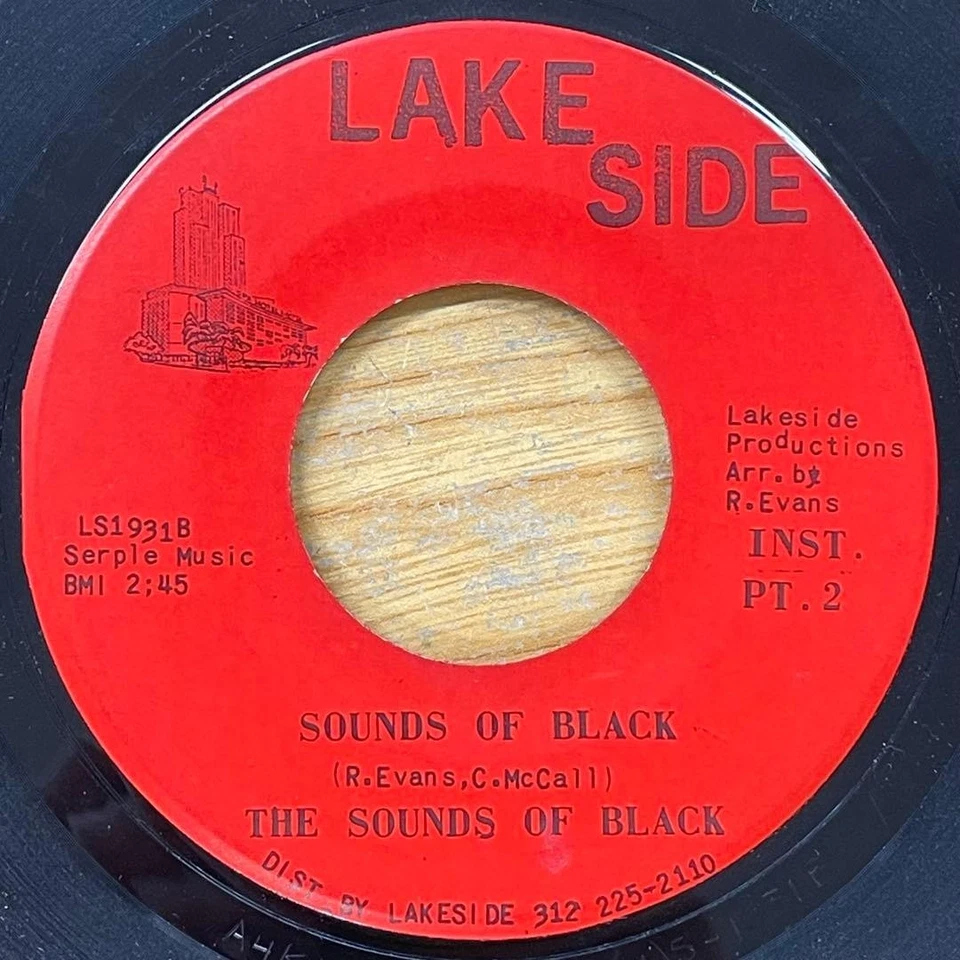 LAKE
SIDE
Lakeside
Productions
Arr. by
R.Evans
INST.
PT.2
LS1931B
Serple Music
BMI 2;45
SOUNDS OF BLACK
(R.Evans,C.McCall)
THE SOUNDS OF BLACK
DIST BY LAKESIDE 312 225-2110